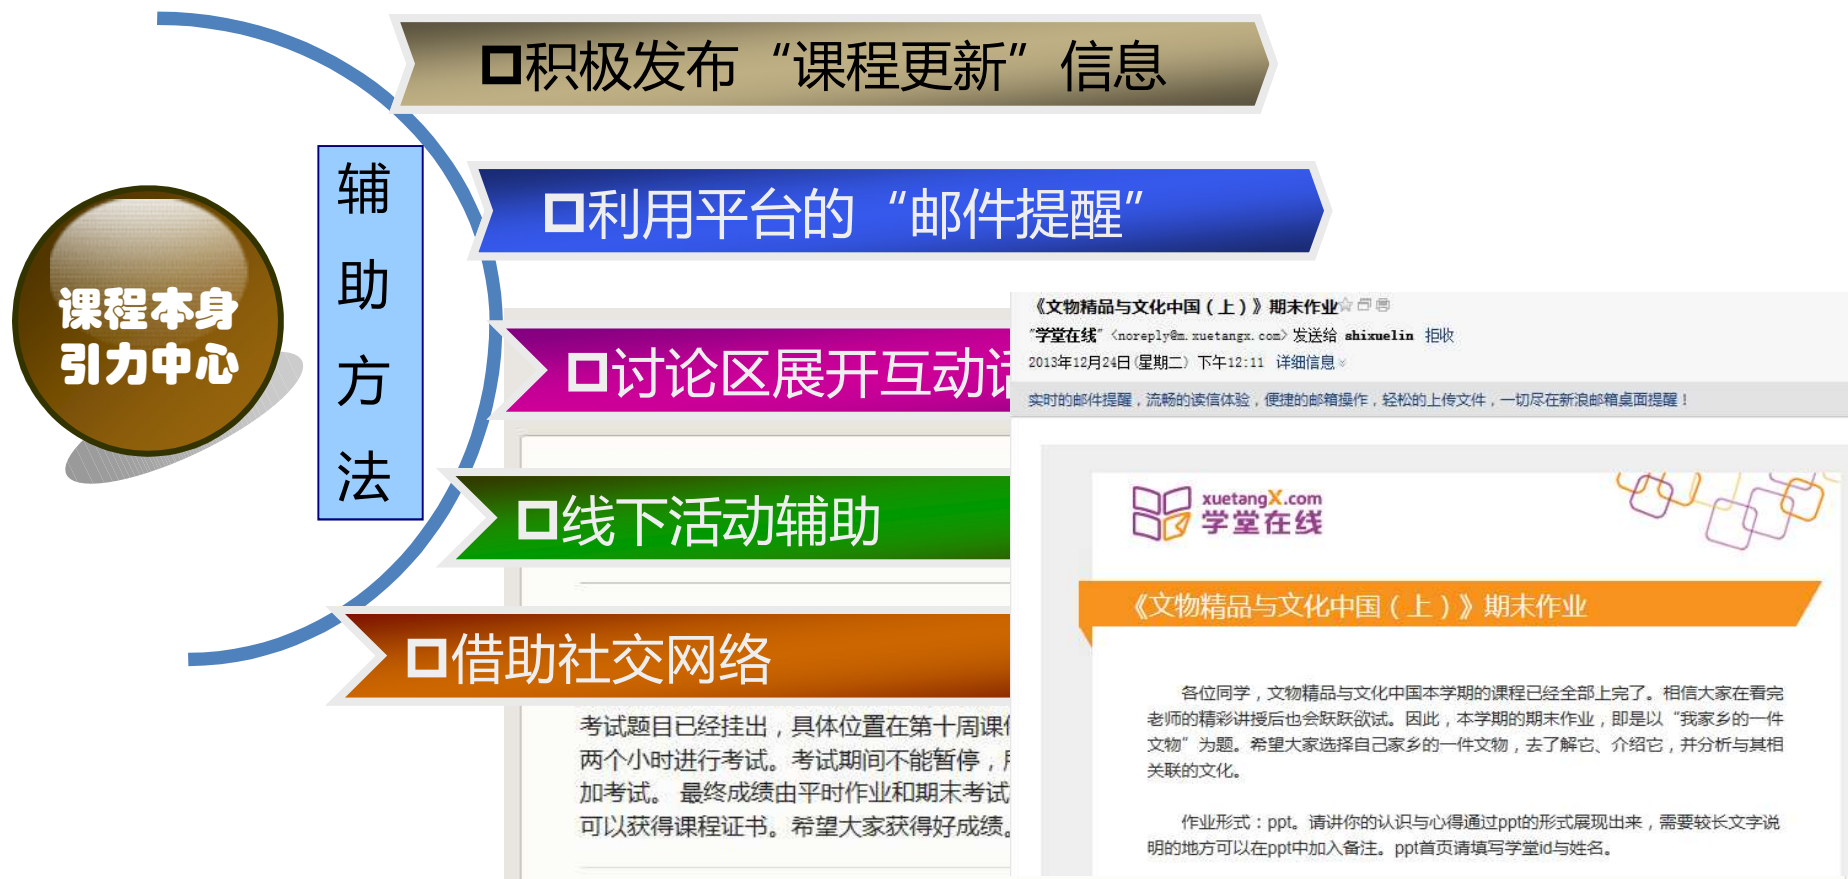 积极发布“课程更新”信息
利用平台的“邮件提醒”
讨论区展开互动
线下活动辅助
借助社交网络
辅
助
方
法
课程本身
引力中心
考试题目已经挂出，具体位置在第十周课
两个小时进行考试。考试期间不能暂停，
加考试。 最终成绩由平时作业和期末考试
可以获得课程证书。希望大家获得好成绩。
《文物精品与文化中国（上）》期末作业
"学堂在线" <noreply@m.xuetangx.com> 发送给 shixuelin 拒收
2013年12月24日(星期二) 下午12:11 详细信息
实时的邮件提醒，流畅的读信体验，便捷的邮箱操作，轻松的上传文件，一切尽在新浪邮箱桌面提醒！
xuetangX.com
学堂在线
《文物精品与文化中国（上）》期末作业
各位同学，文物精品与文化中国本学期的课程已经全部上完了。相信大家在看完
老师的精彩讲授后也会跃跃欲试。因此，本学期的期末作业，即是以“我家乡的一件
文物”为题。希望大家选择自己家乡的一件文物，去了解它、介绍它，并分析与其相
关联的文化。
作业形式：ppt。请讲你的认识与心得通过ppt的形式展现出来，需要较长文字说
明的地方可以在ppt中加入备注。ppt首页请填写学堂id与姓名。